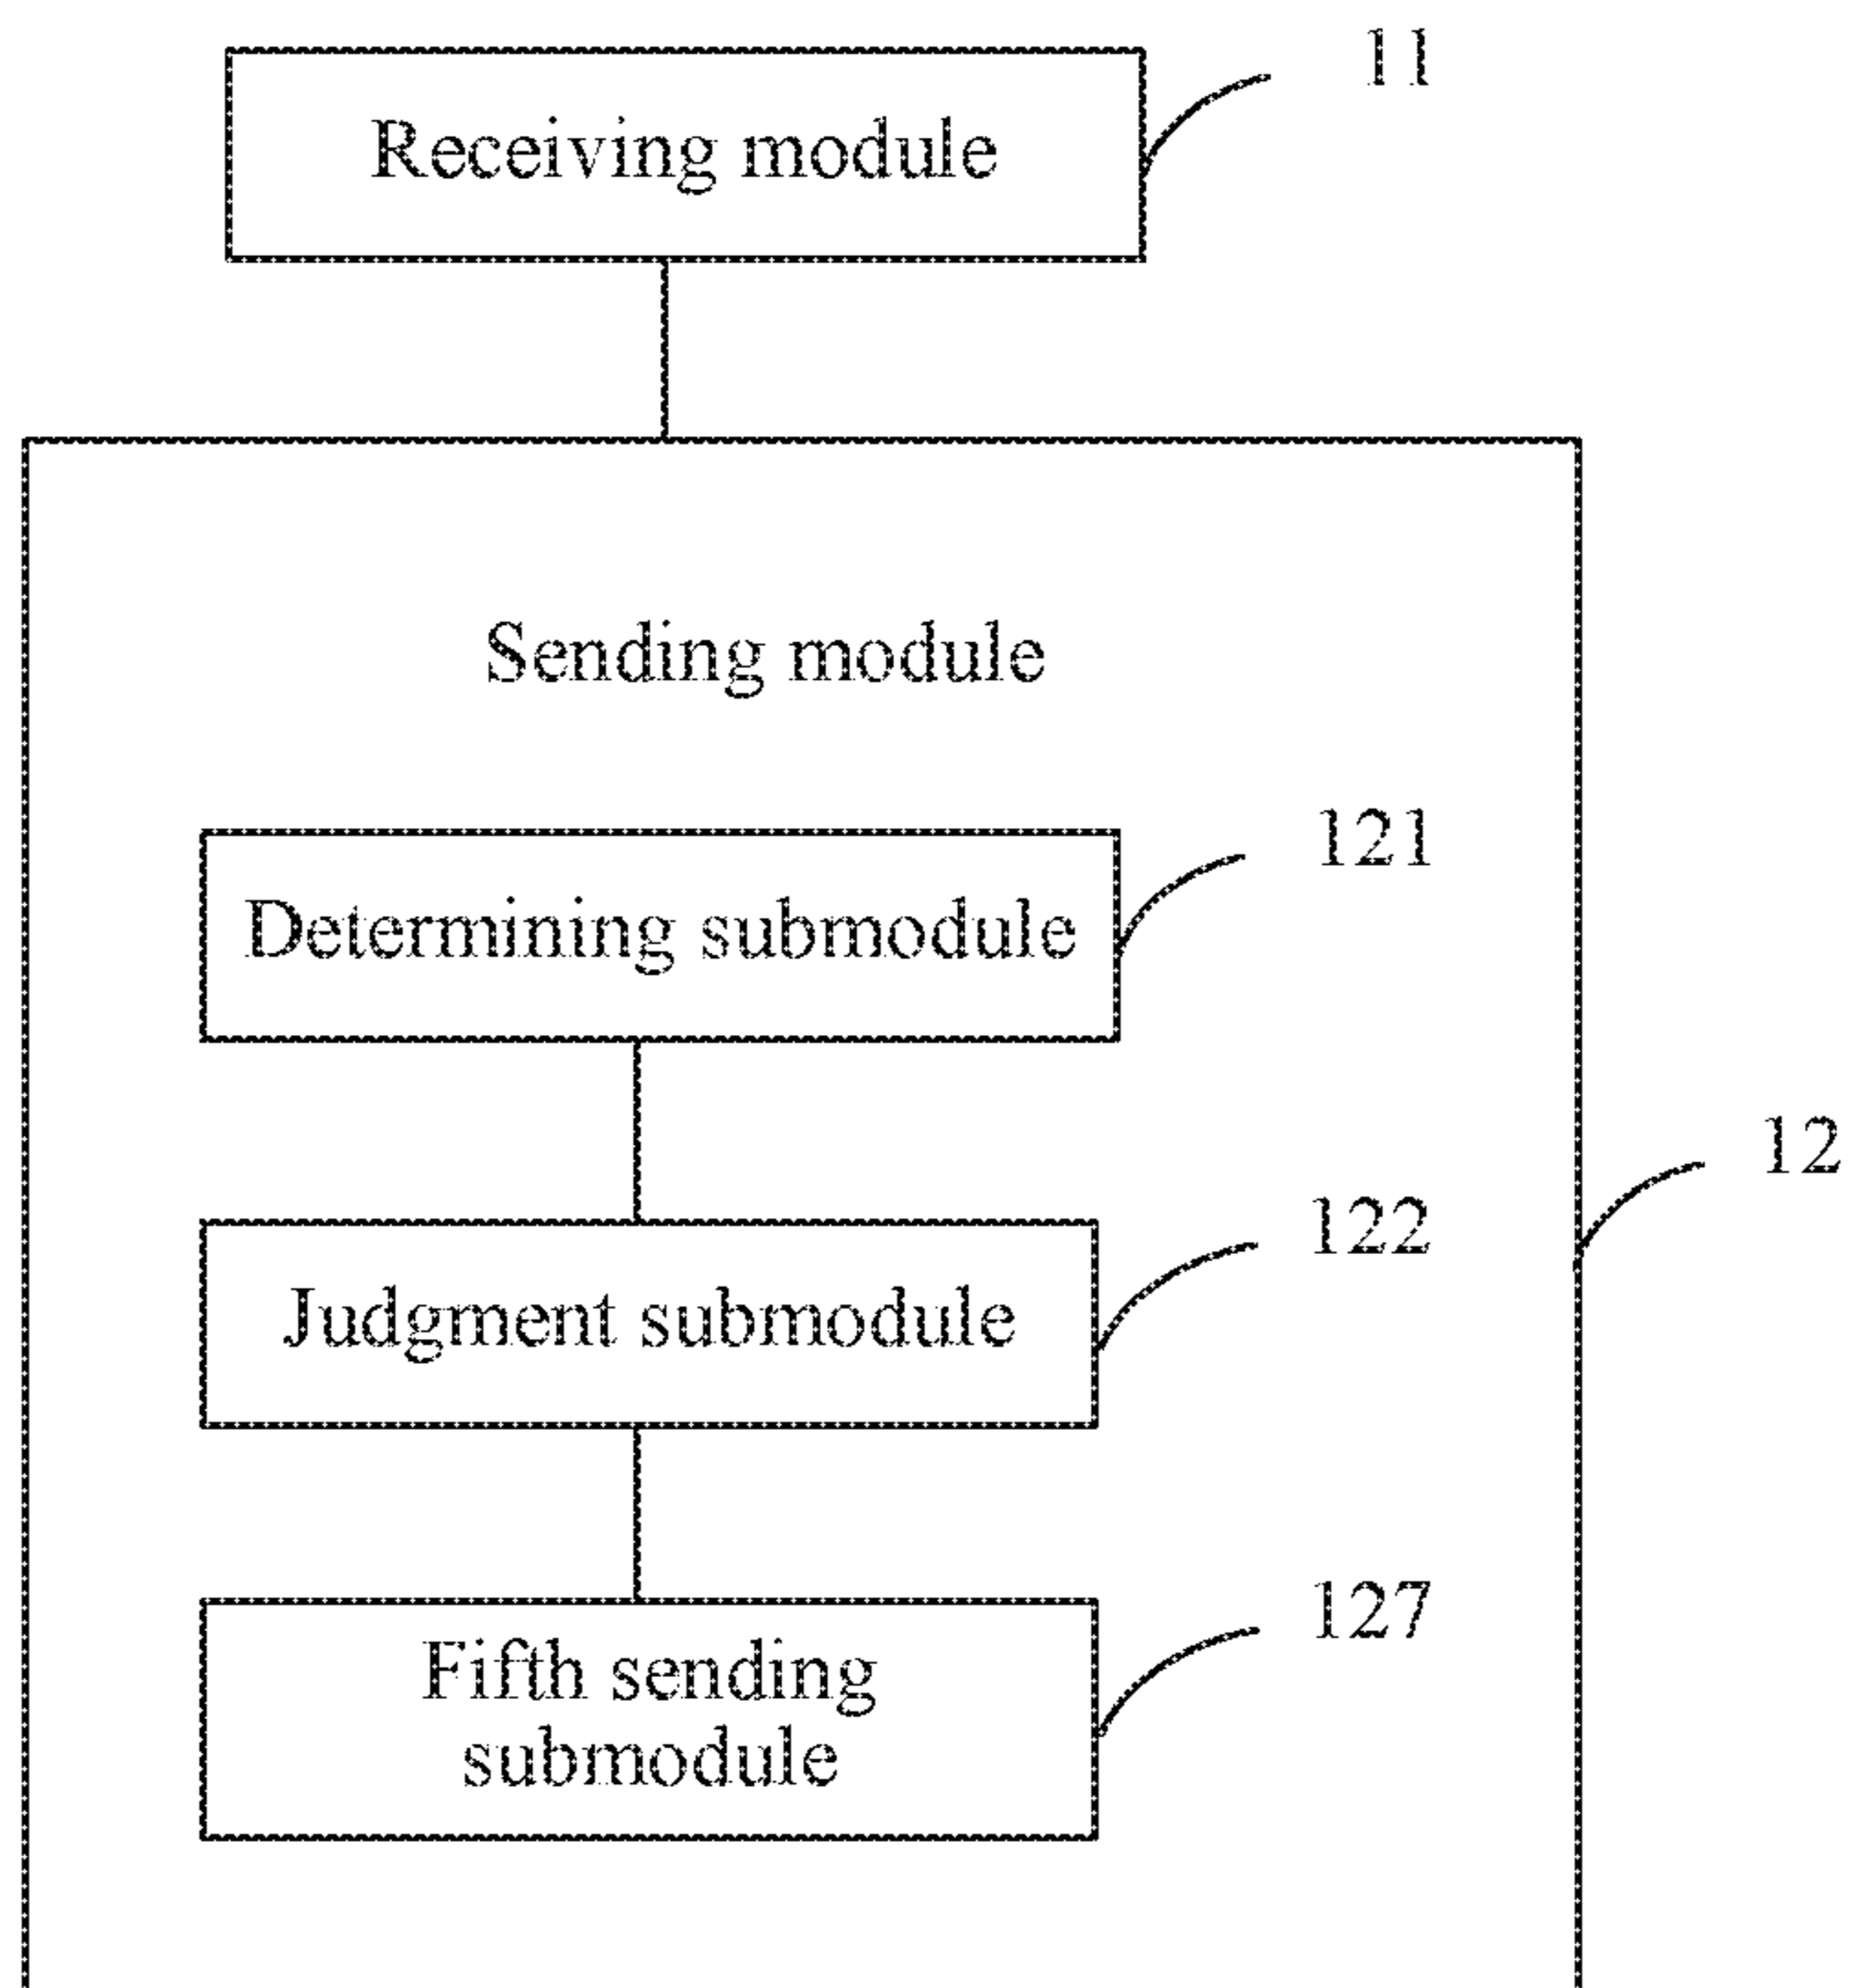 11
Receiving module
Sending module
121
Determining submodule
12
122
Judgment submodule
127
Fifth sending
submodule